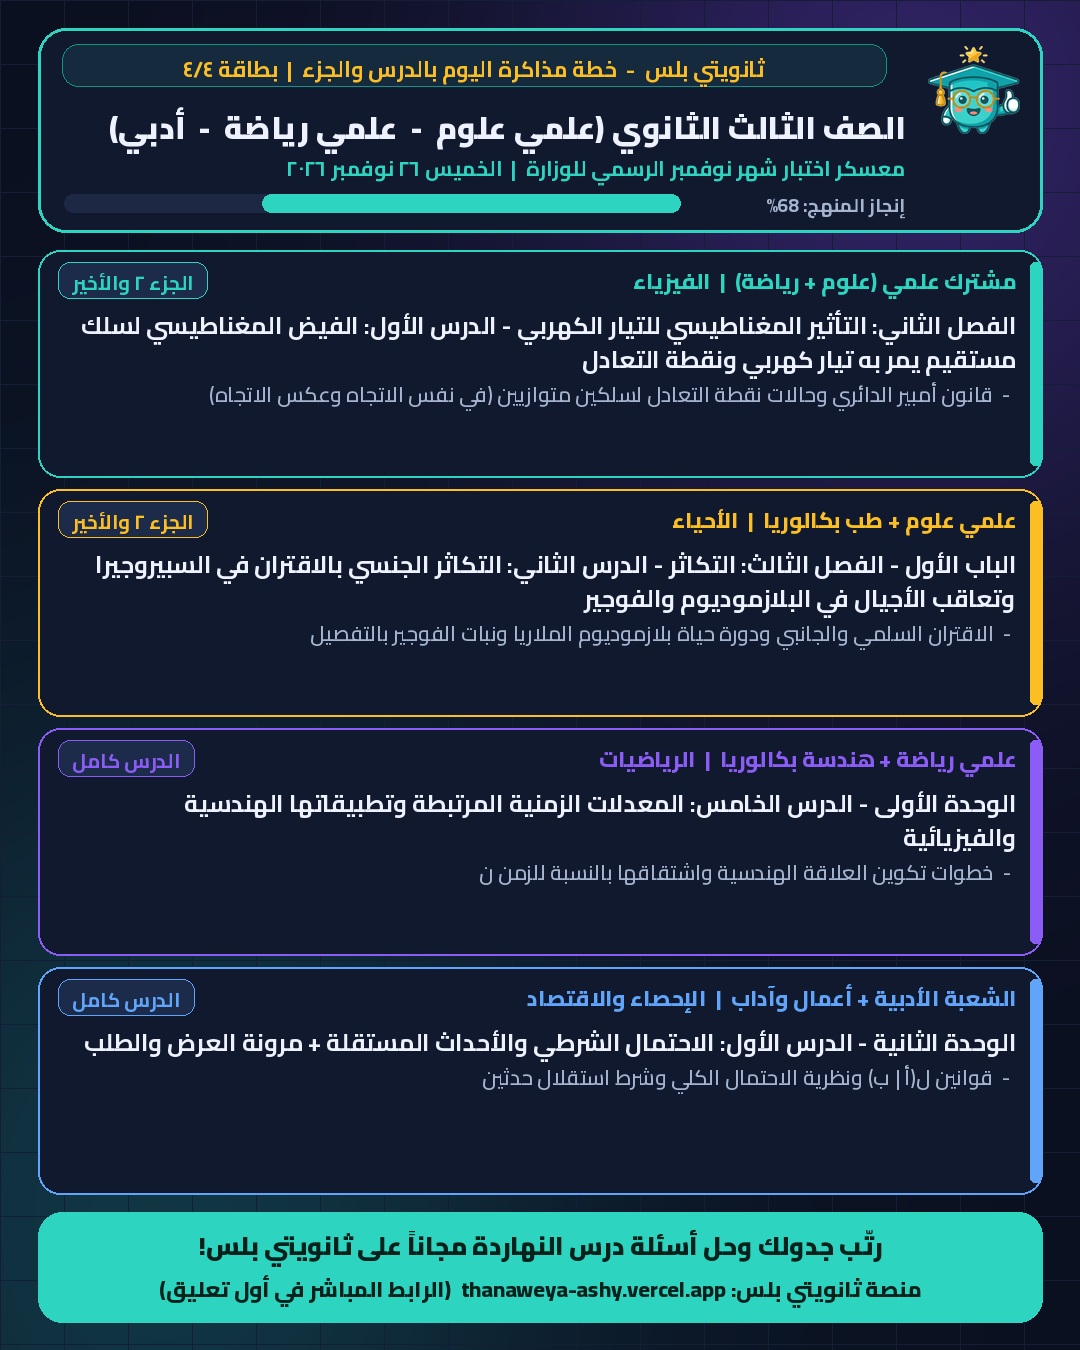 ثانويتي بلس - خطة مذاكرة اليوم بالدرس والجزء | بطاقة ٤/٤
الصف الثالث الثانوي (علمي علوم - علمي رياضة - أدبي)
معسكر اختبار شهر نوفمبر الرسمي للوزارة | الخميس ٢٦ نوفمبر ٢٠٢٦
إنجاز المنهج: 68%
مشترك علمي (علوم + رياضة) | الفيزياء
الجزء ٢ والأخير
الفصل الثاني: التأثير المغناطيسي للتيار الكهربي - الدرس الأول: الفيض المغناطيسي لسلك
مستقيم يمر به تيار كهربي ونقطة التعادل
- قانون أمبير الدائري وحالات نقطة التعادل لسلكين متوازيين (في نفس الاتجاه وعكس الاتجاه)
علمي علوم + طب بكالوريا | الأحياء
الجزء ٢ والأخير
الباب الأول - الفصل الثالث: التكاثر - الدرس الثاني: التكاثر الجنسي بالاقتران في السبيروجيرا
وتعاقب الأجيال في البلازموديوم والفوجير
- الاقتران السلمي والجانبي ودورة حياة بلازموديوم الملاريا ونبات الفوجير بالتفصيل
علمي رياضة + هندسة بكالوريا | الرياضيات
الدرس كامل
الوحدة الأولى - الدرس الخامس: المعدلات الزمنية المرتبطة وتطبيقاتها الهندسية
والفيزيائية
- خطوات تكوين العلاقة الهندسية واشتقاقها بالنسبة للزمن ن
الشعبة الأدبية + أعمال وآداب | الإحصاء والاقتصاد
الدرس كامل
الوحدة الثانية - الدرس الأول: الاحتمال الشرطي والأحداث المستقلة + مرونة العرض والطلب
- قوانين ل(أ | ب) ونظرية الاحتمال الكلي وشرط استقلال حدثين
رتّب جدولك وحل أسئلة درس النهاردة مجاناً على ثانويتي بلس!
منصة ثانويتي بلس: thanaweya-ashy.vercel.app (الرابط المباشر في أول تعليق)